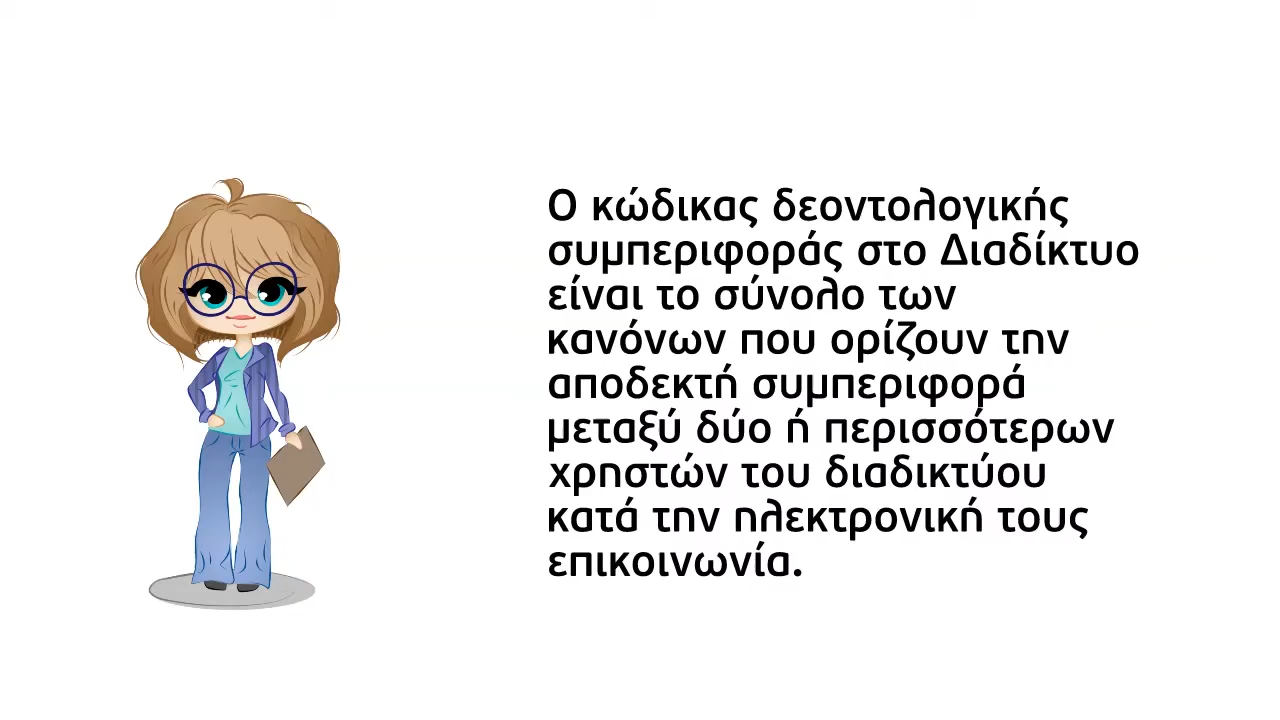 Ο κώδικας δεοντολογικής
συμπεριφοράς στο Διαδίκτυο
είναι το σύνολο των
κανόνων που ορίζουν την
αποδεκτή συμπεριφορά
μεταξύ δύο ή περισσότερων
χρηστών του διαδικτύου
κατά την ηλεκτρονική τους
επικοινωνία.